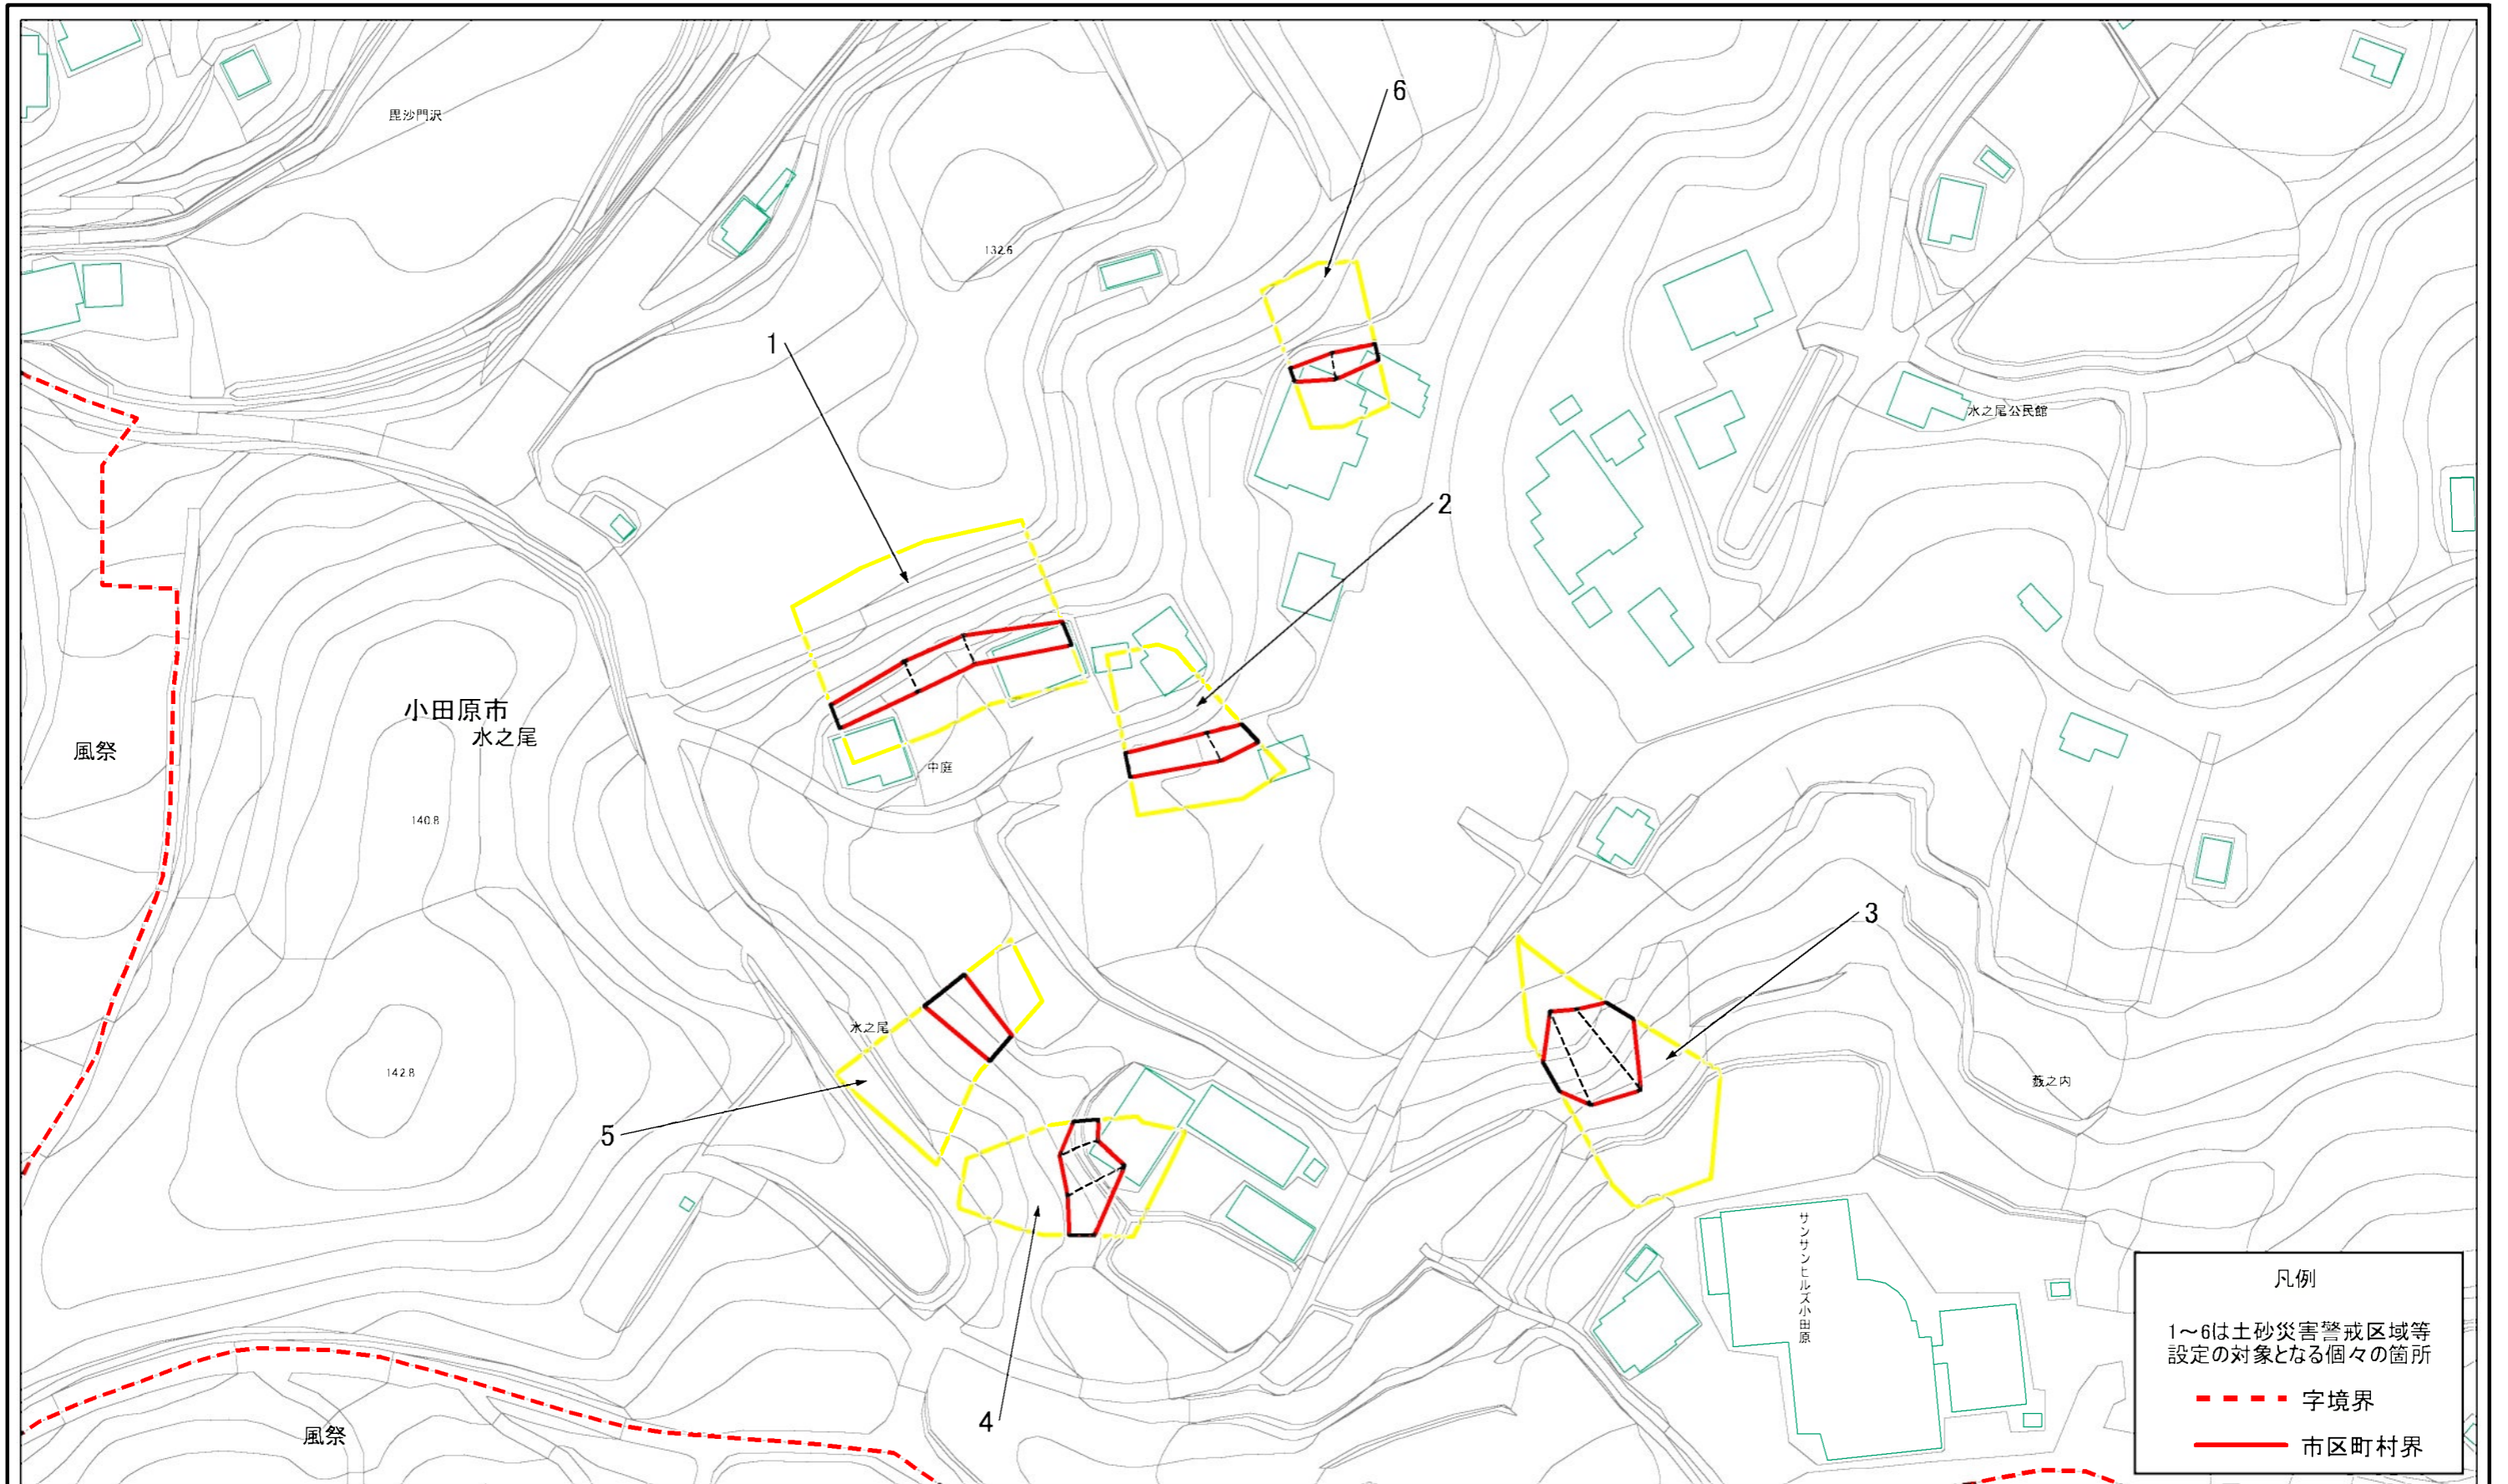 毘沙門沢
6
132.6
1
水之尾公民館
2
小田原市
水之尾
風祭
中庭
140.8
3
水之尾
142.8
薮之内
5
サンサンヒルズ小田原
4
風祭
凡例
1～6は土砂災害警戒区域等
設定の対象となる個々の箇所
字境界
市区町村界